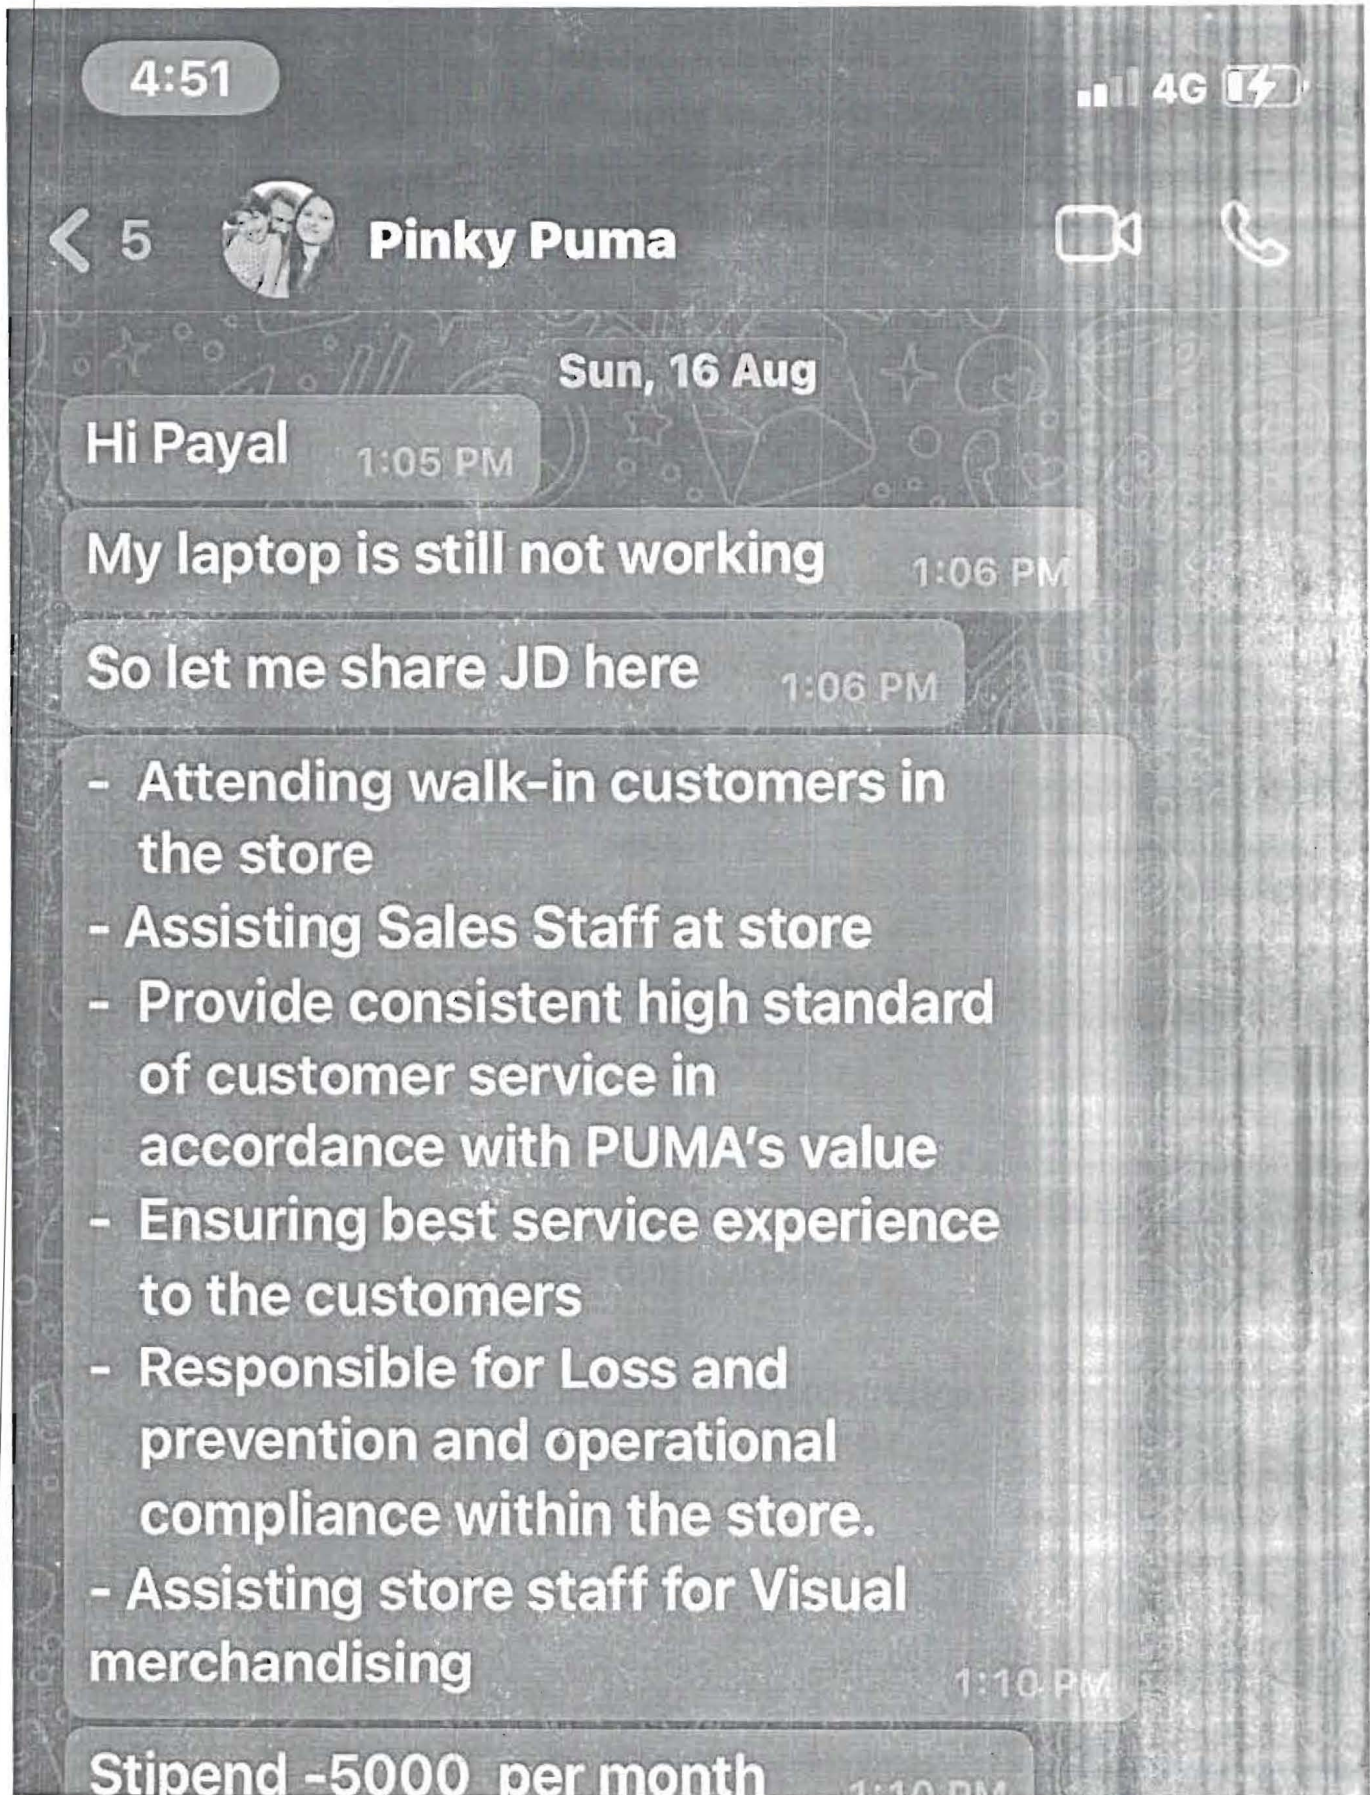 4:51
4G
5
Pinky Puma
Sun, 16 Aug
Hi Payal
1:05 PM
My laptop is still not working
1:06 PM
So let me share JD here
1:06 PM
- Attending walk-in customers in
the store
- Assisting Sales Staff at store
- Provide consistent high standard
of customer service in
accordance with PUMA's value
- Ensuring best service experience
to the customers
- Responsible for Loss and
prevention and operational
compliance within the store.
- Assisting store staff for Visual
merchandising
1:10 PM
Stipend -5000 per month
1:10 PM